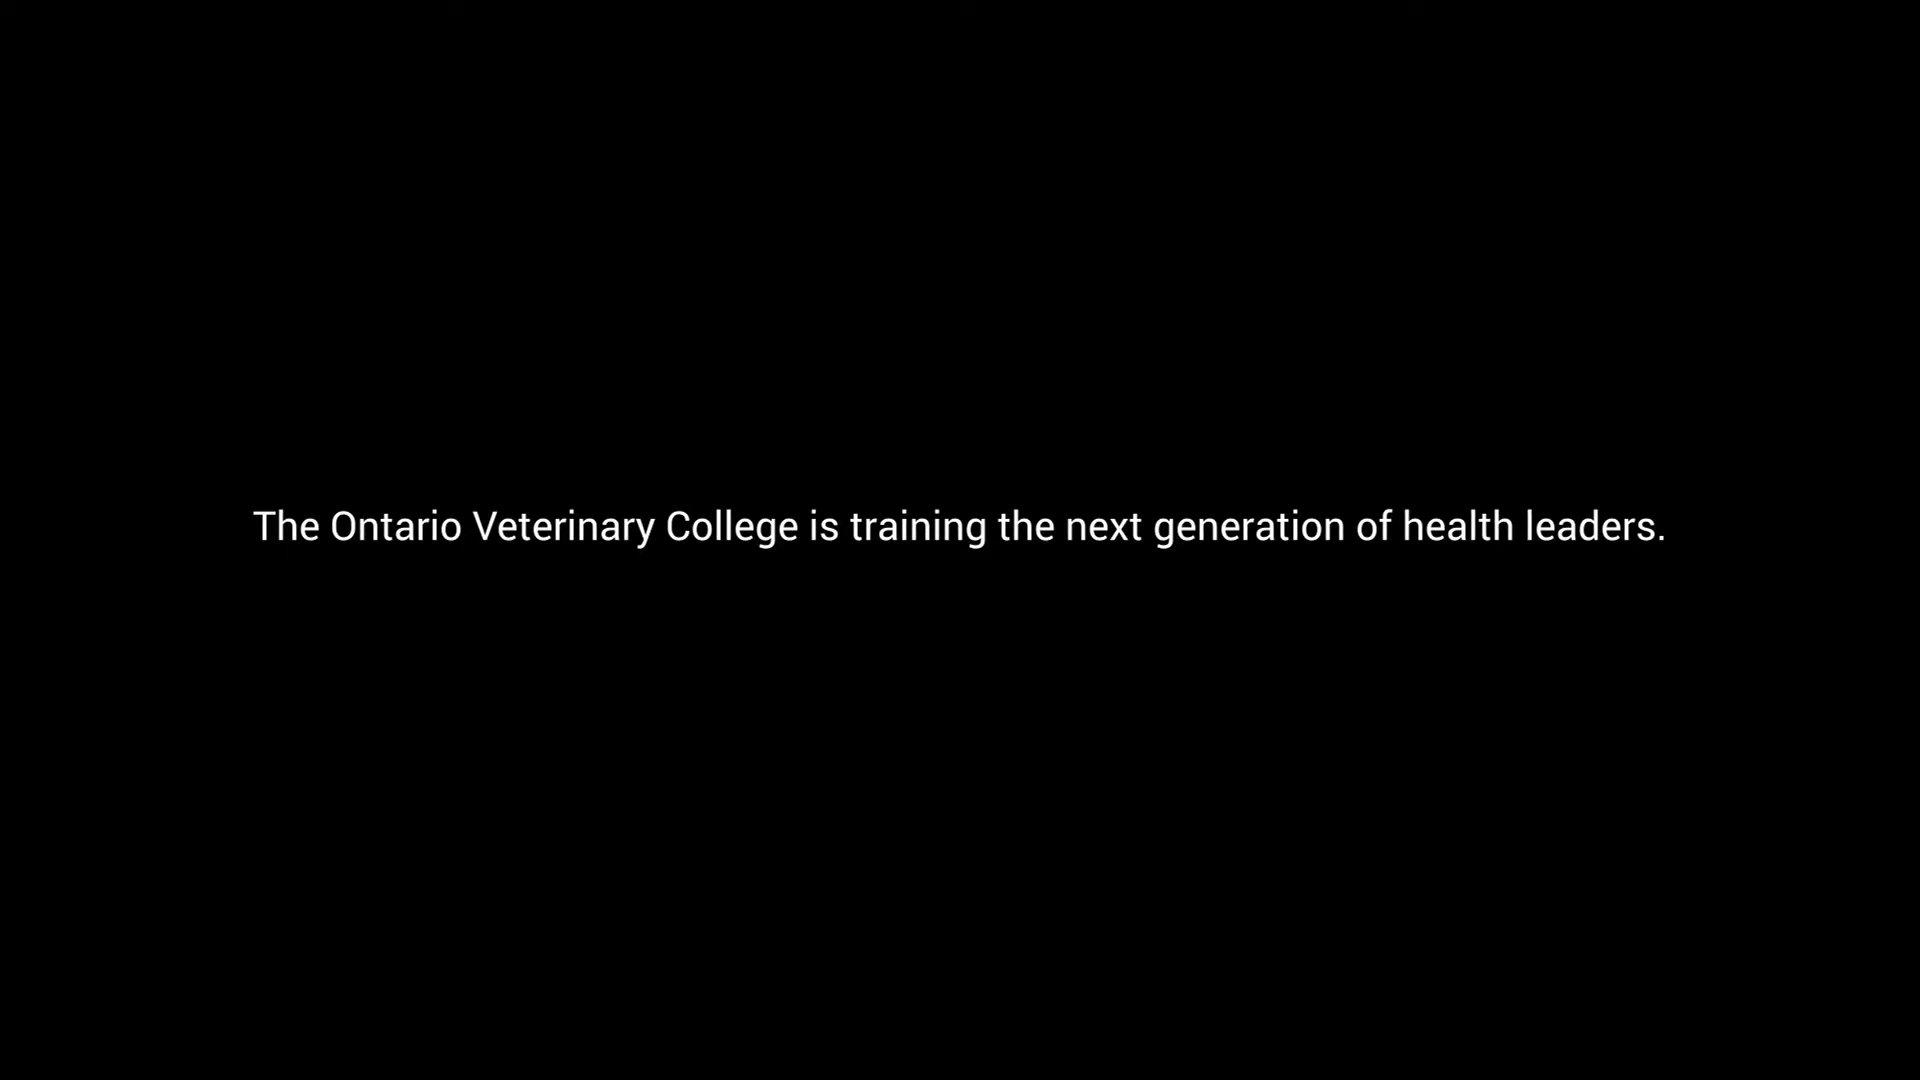 The Ontario Veterinary College is training the next generation of health leaders.